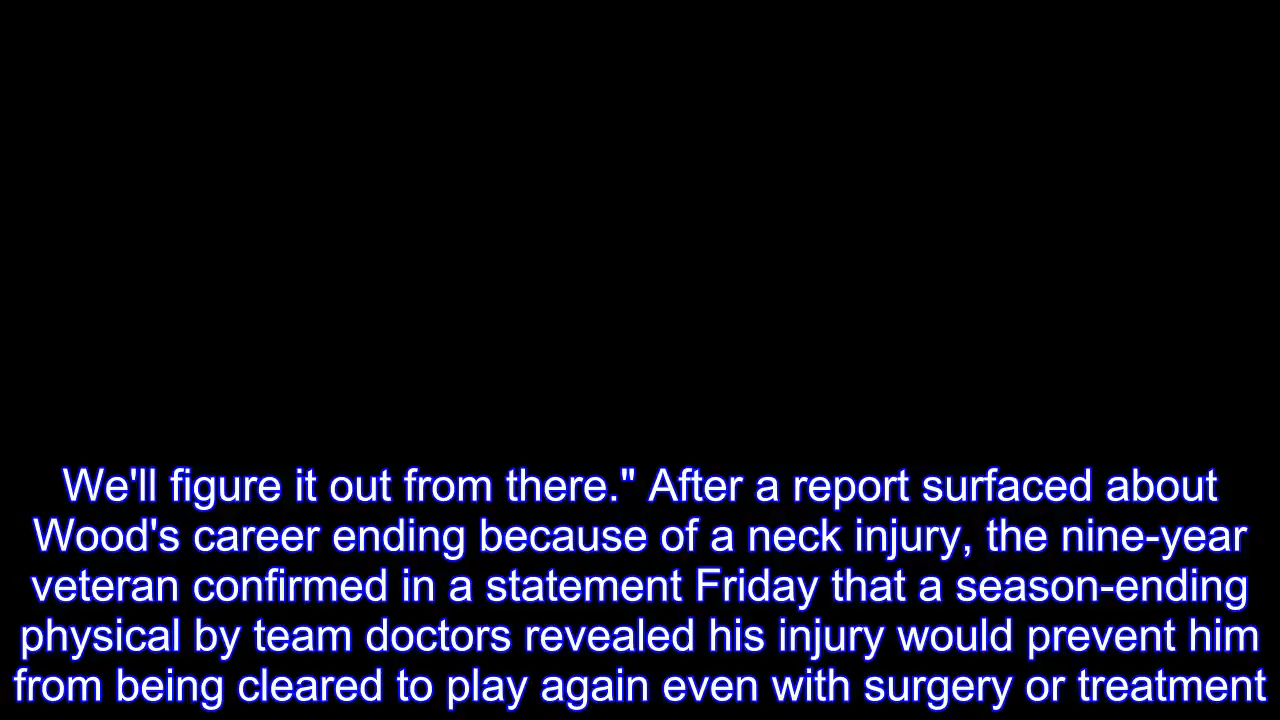 We'll figure it out from there." After a report surfaced about
Wood's career ending because of a neck injury, the nine-year
veteran confirmed in a statement Friday that a season-ending
physical by team doctors revealed his injury would prevent him
from being cleared to play again even with surgery or treatment